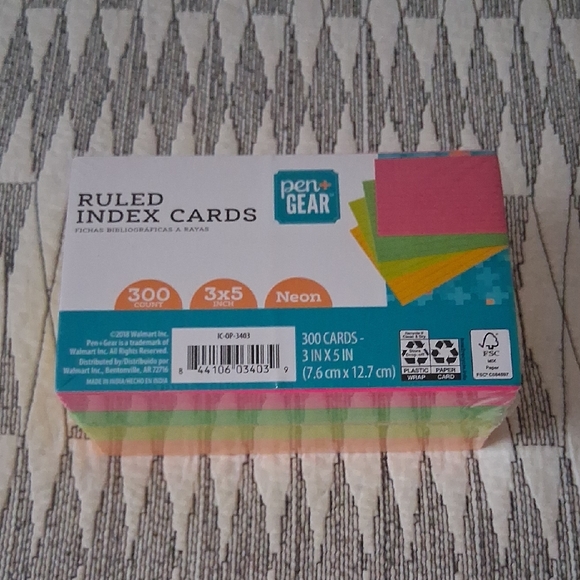 RULED
INDEX CARDS
FICHAS BIBLIOGRÁFICAS A RAYAS
pen+
GEAR™
300
COUNT
3x5
INCH
Neon
©2018 Walmart Inc.
Pen+Gear is a trademark of
Walmart Inc. All Rights Reserved.
Distributed by/Distribuido por
Walmart Inc., Bentonville, AR 72716
MADE IN INDIA/HECHO EN INDIA
IC-OP-3403
8 44106 03403 9
300 CARDS -
3 IN X 5 IN
(7.6 cm x 12.7 cm)
PLASTIC
WRAP
PAPER
CARD
FSC
MIX
Paper